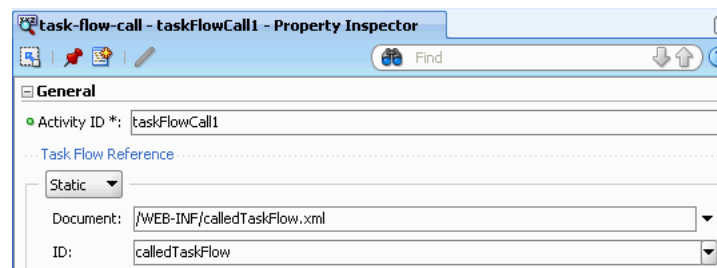 task-flow-call - taskFlowCall1 - Property Inspector
Find
General
Activity ID *: taskFlowCall1
Task Flow Reference
Static
Document: /WEB-INF/calledTaskFlow.xml
ID: calledTaskFlow